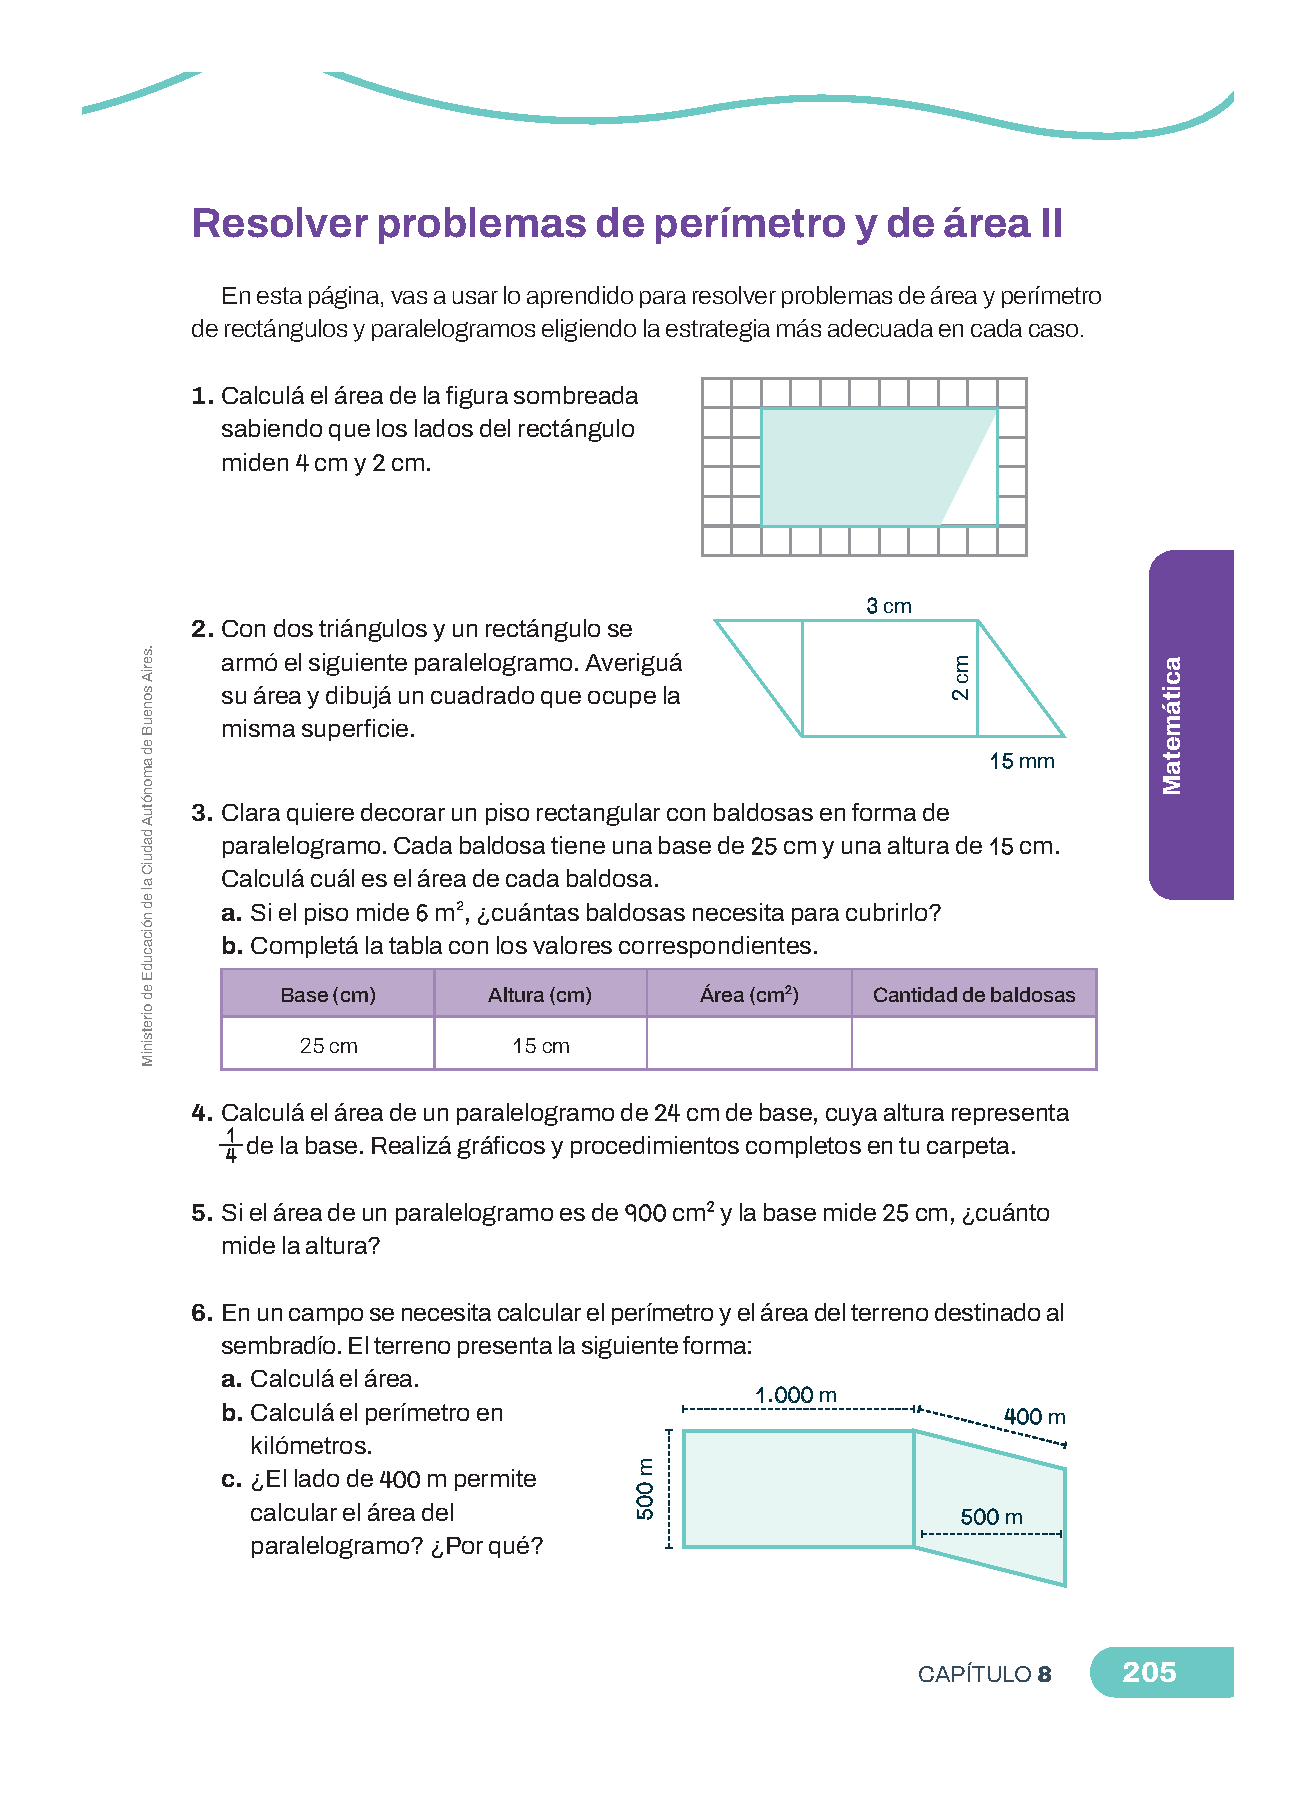 Resolver problemas de perímetro y de área II
En esta página, vas a usar lo aprendido para resolver problemas de área y perímetro
de rectángulos y paralelogramos eligiendo la estrategia más adecuada en cada caso.
1. Calculá el área de la figura sombreada
sabiendo que los lados del rectángulo
miden 4 cm y 2 cm.
2. Con dos triángulos y un rectángulo se
armó el siguiente paralelogramo. Averiguá
su área y dibujá un cuadrado que ocupe la
misma superficie.
3 cm
2 cm
15 mm
3. Clara quiere decorar un piso rectangular con baldosas en forma de
paralelogramo. Cada baldosa tiene una base de 25 cm y una altura de 15 cm.
Calculá cuál es el área de cada baldosa.
a. Si el piso mide 6 m², ¿cuántas baldosas necesita para cubrirlo?
b. Completá la tabla con los valores correspondientes.
Base (cm) Altura (cm) Área (cm²) Cantidad de baldosas
25 cm 15 cm
4. Calculá el área de un paralelogramo de 24 cm de base, cuya altura representa
1/4 de la base. Realizá gráficos y procedimientos completos en tu carpeta.
5. Si el área de un paralelogramo es de 900 cm² y la base mide 25 cm, ¿cuánto
mide la altura?
6. En un campo se necesita calcular el perímetro y el área del terreno destinado al
sembradío. El terreno presenta la siguiente forma:
a. Calculá el área.
b. Calculá el perímetro en
kilómetros.
c. ¿El lado de 400 m permite
calcular el área del
paralelogramo? ¿Por qué?
1.000 m
400 m
500 m
500 m
Matemática
Ministerio de Educación de la Ciudad Autónoma de Buenos Aires.
CAPÍTULO 8 205